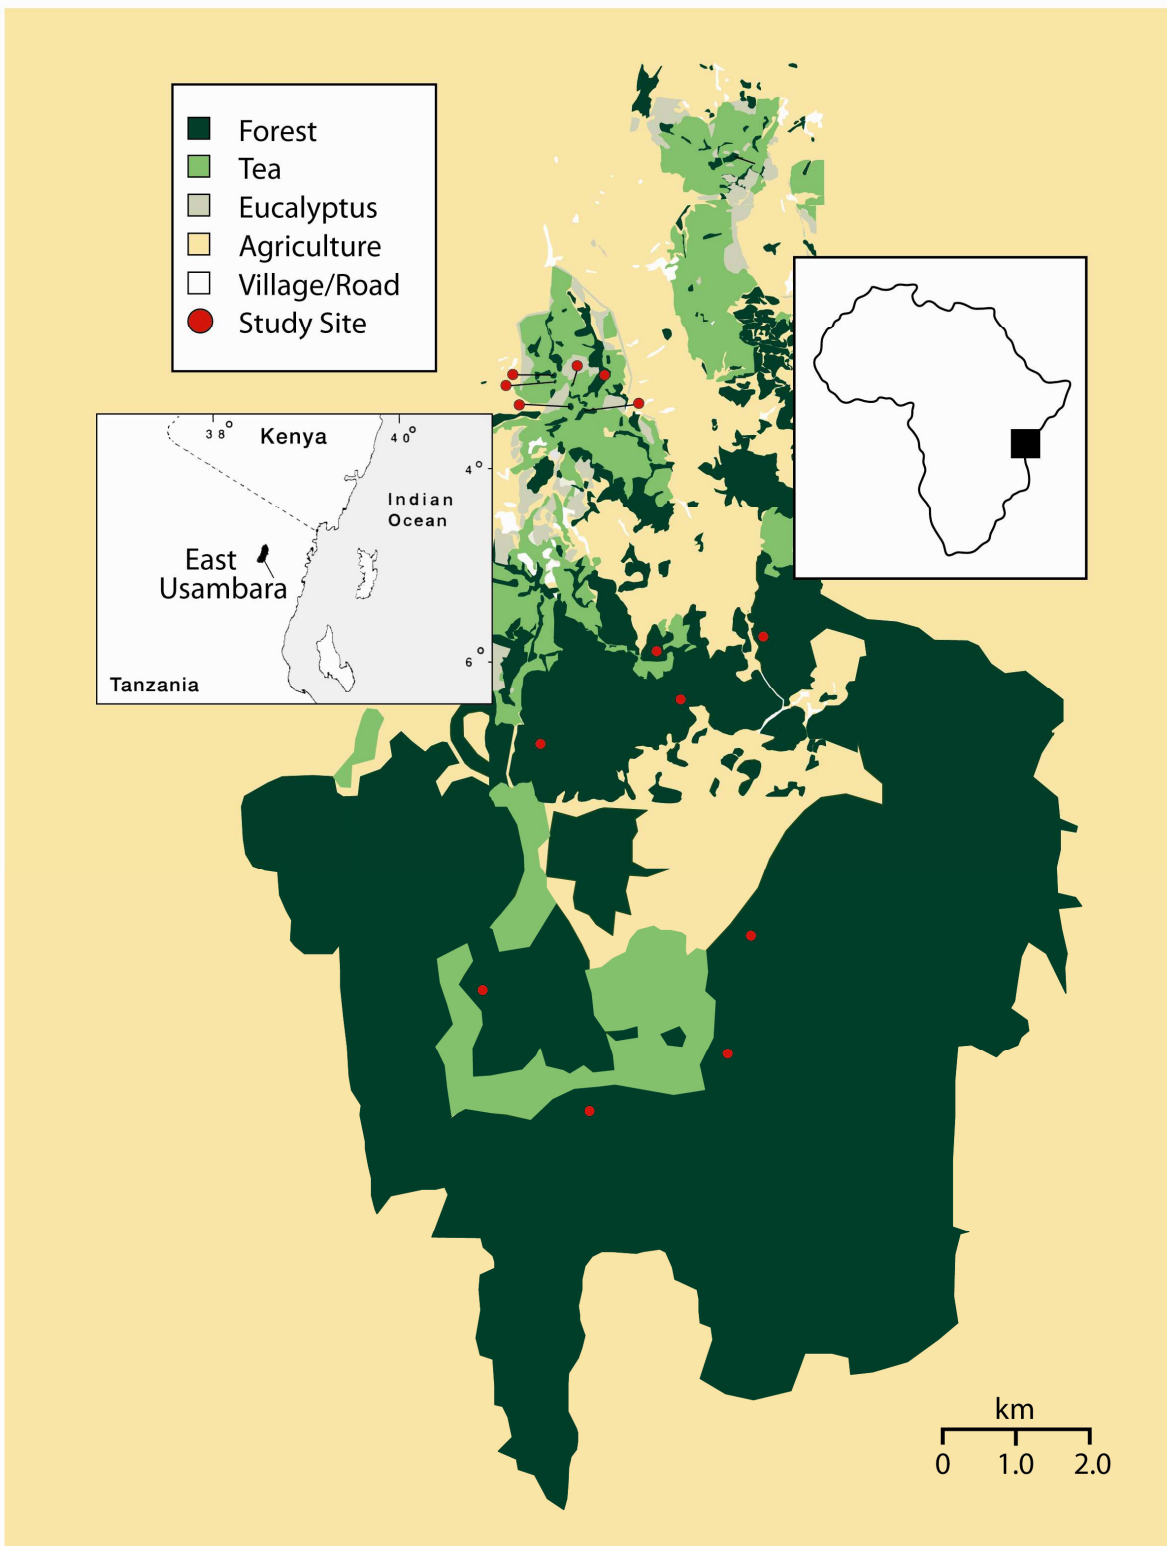 Forest
Tea
Eucalyptus
Agriculture
Village/Road
Study Site
38°
Kenya
40°
4°
Indian
Ocean
East
Usambara
6°
Tanzania
km
0 1.0 2.0